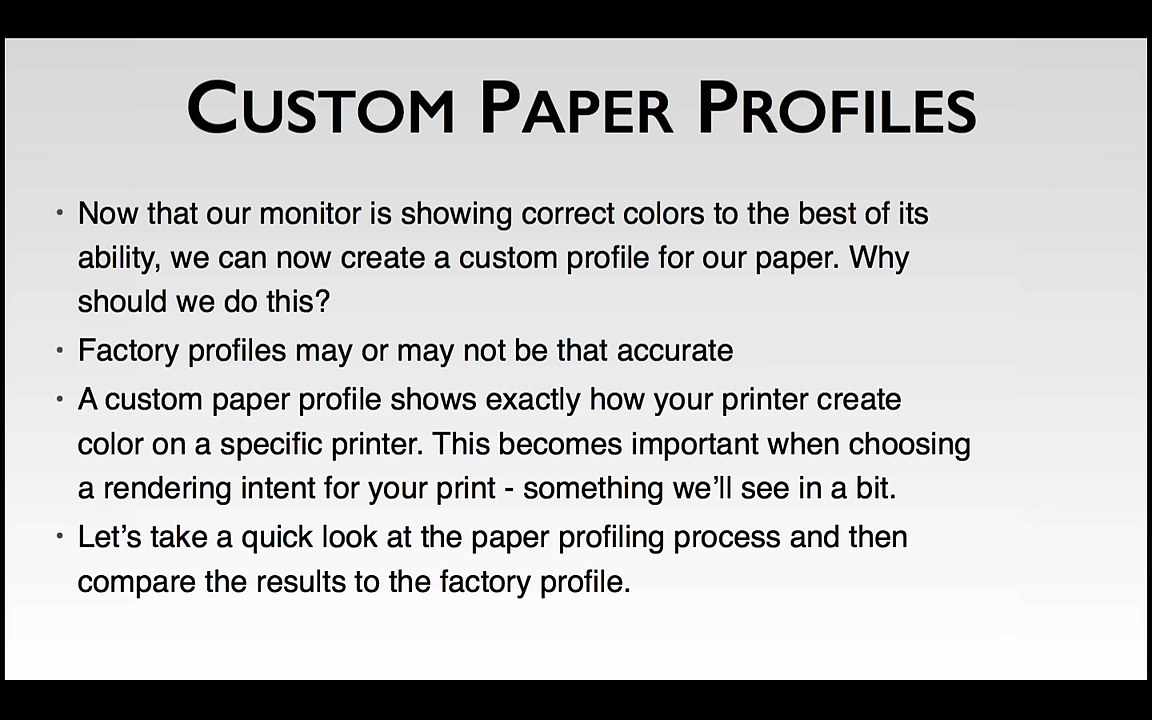 CUSTOM PAPER PROFILES
• Now that our monitor is showing correct colors to the best of its
ability, we can now create a custom profile for our paper. Why
should we do this?
• Factory profiles may or may not be that accurate
• A custom paper profile shows exactly how your printer create
color on a specific printer. This becomes important when choosing
a rendering intent for your print - something we’ll see in a bit.
• Let’s take a quick look at the paper profiling process and then
compare the results to the factory profile.